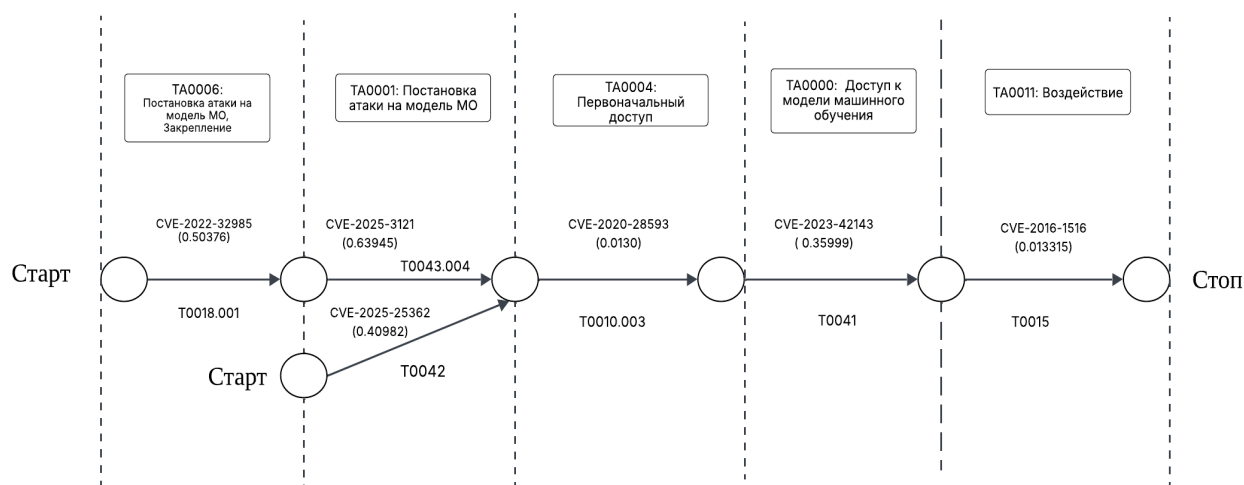 TA0006:
Постановка атаки на
модель МО,
Закрепление
TA0001: Постановка
атаки на модель МО
TA0004:
Первоначальный
доступ
TA0000: Доступ к
модели машинного
обучения
TA0011: Воздействие
CVE-2022-32985
(0.50376)
CVE-2025-3121
(0.63945)
CVE-2020-28593
(0.0130)
CVE-2023-42143
( 0.35999)
CVE-2016-1516
(0.013315)
Старт
T0043.004
Стоп
T0018.001
CVE-2025-25362
(0.40982)
T0010.003
T0041
T0015
Старт
T0042